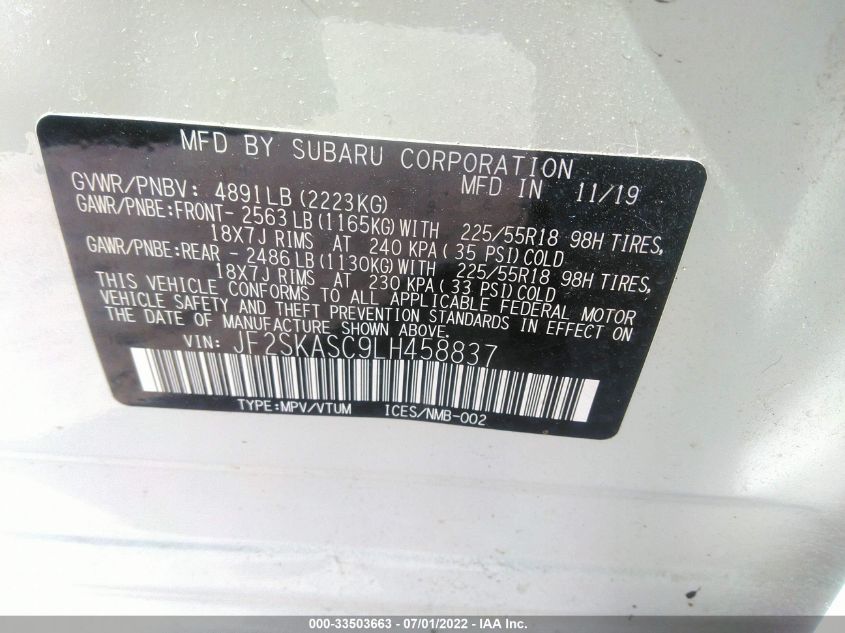 MFD BY SUBARU CORPORATION
GVWR/PNBV: 4891LB (2223KG) MFD IN 11/19
GAWR/PNBE:FRONT- 2563LB (1165KG)WITH 225/55R18 98H TIRES,
18X7J RIMS AT 240 KPA( 35 PSI)COLD
GAWR/PNBE:REAR - 2486LB (1130KG)WITH 225/55R18 98H TIRES,
18X7J RIMS AT 230 KPA( 33 PSI)COLD
THIS VEHICLE CONFORMS TO ALL APPLICABLE FEDERAL MOTOR
VEHICLE SAFETY AND THEFT PREVENTION STANDARDS IN EFFECT ON
THE DATE OF MANUFACTURE SHOWN ABOVE.
VIN: JF2SKASC9LH458837
TYPE:MPV/VTUM ICES/NMB-002
000-33503663 - 07/01/2022 - IAA Inc.